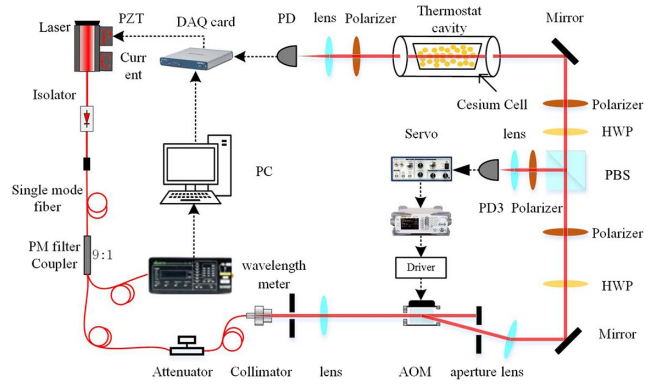 Laser
PZT
DAQ card
PD
lens
Polarizer
Thermostat
cavity
Mirror
Curr
ent
Isolator
Cesium Cell
Polarizer
Servo
lens
HWP
PBS
Single mode
fiber
PC
PD3
Polarizer
PM filter
Coupler
9:1
Polarizer
wavelength
meter
Driver
HWP
Mirror
Attenuator
Collimator
lens
AOM
aperture
lens